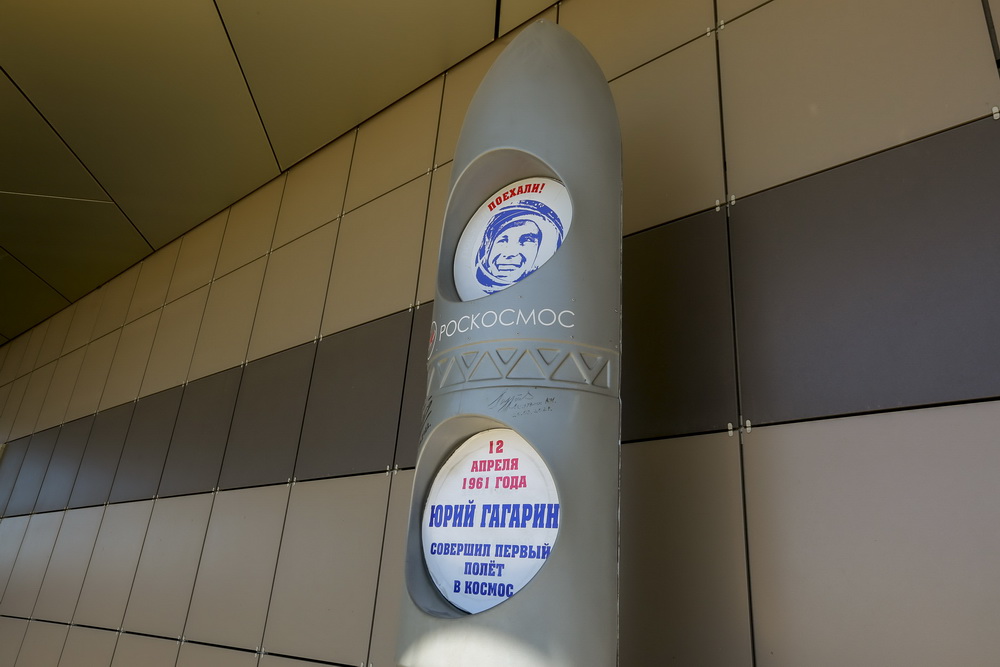 ПОЕХАЛИ!
РОСКОСМОС
12
АПРЕЛЯ
1961 ГОДА
ЮРИЙ ГАГАРИН
СОВЕРШИЛ ПЕРВЫЙ
ПОЛЁТ
В КОСМОС